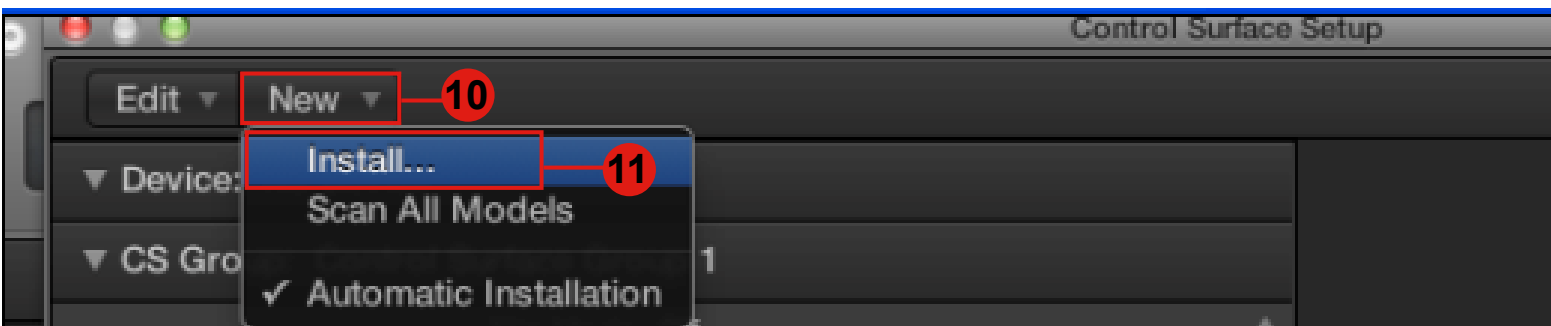 Control Surface Setup
Edit New 10
Install... 11
Device:
Scan All Models
CS Gro 1
✓ Automatic Installation